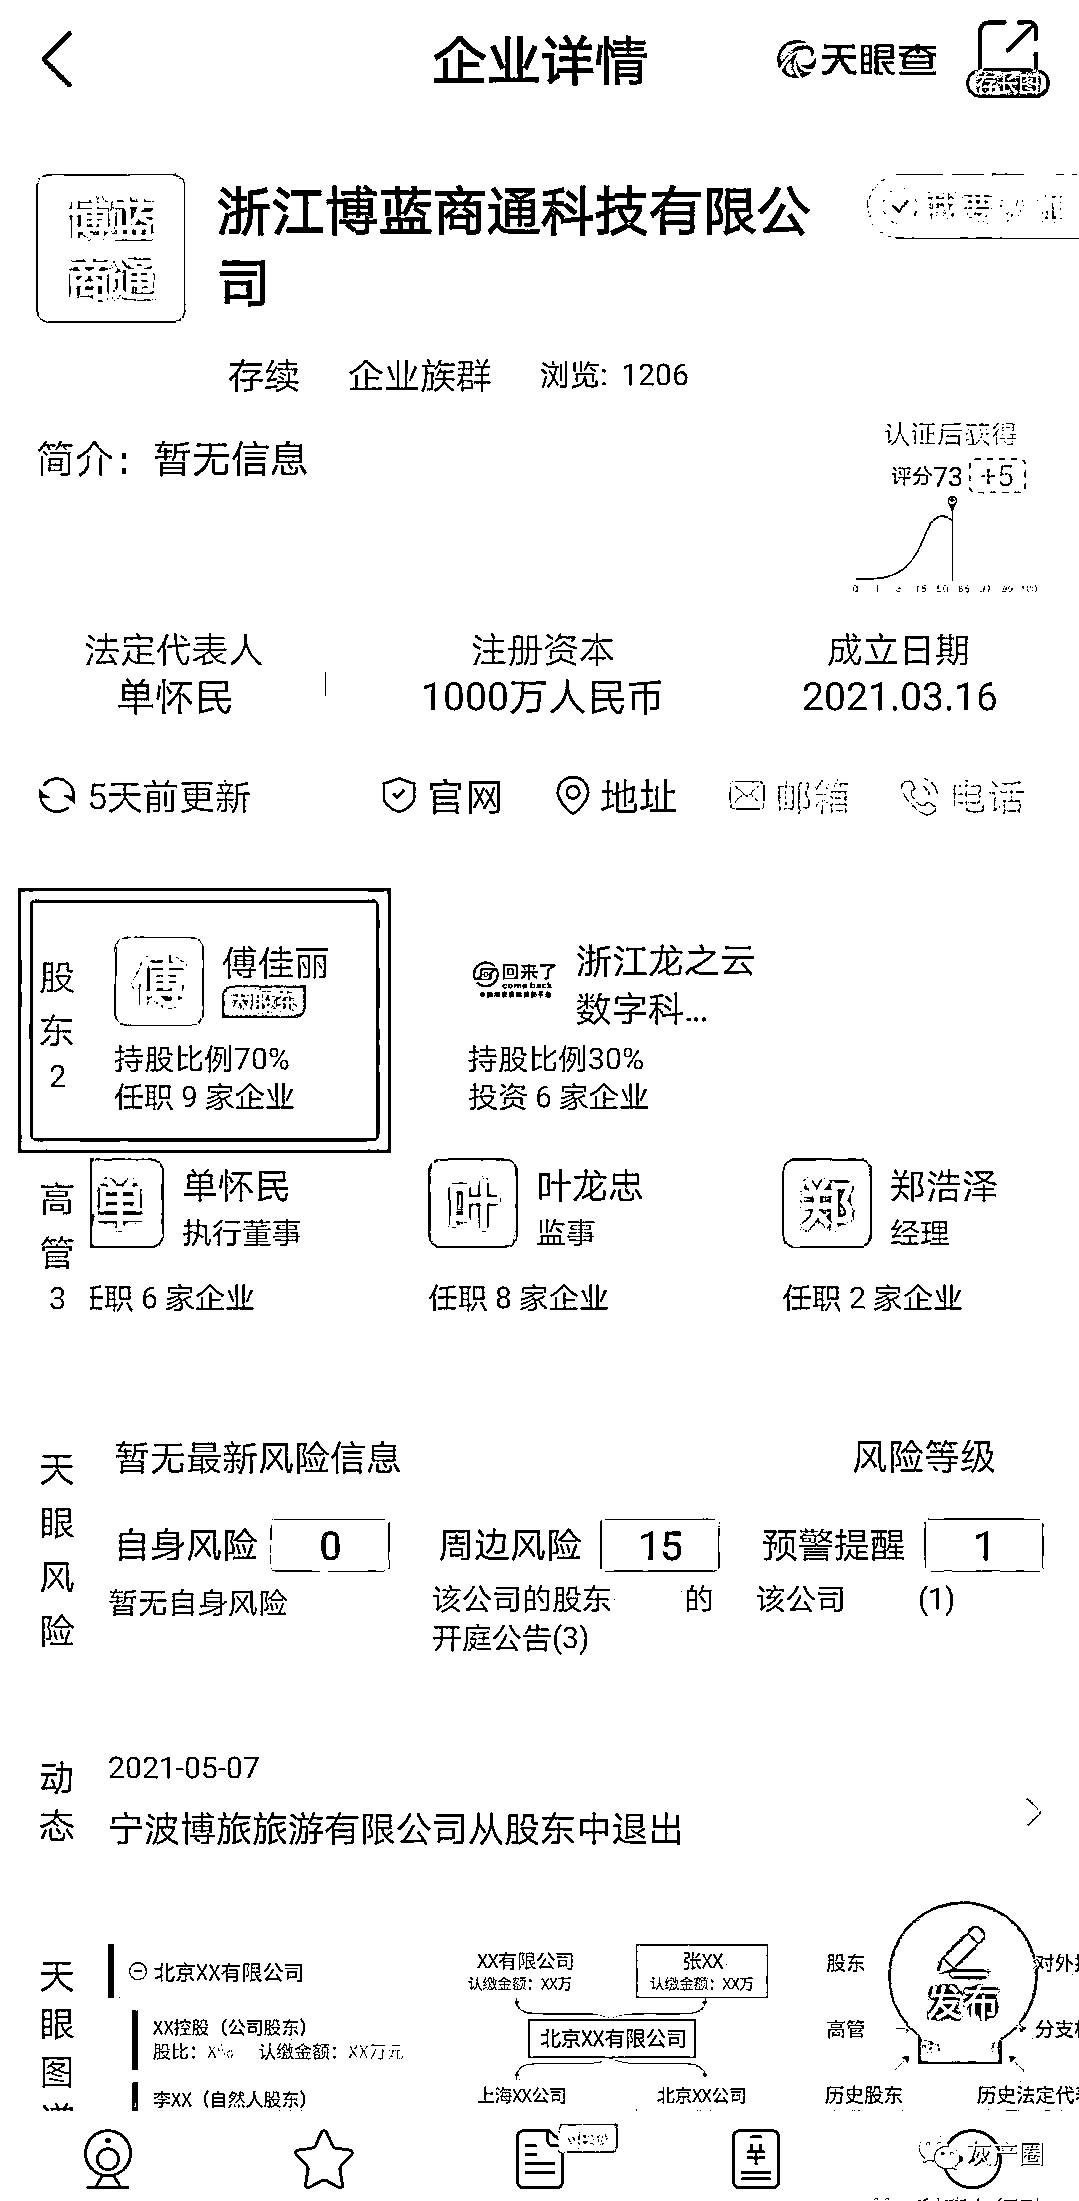 企业详情
天眼查
存长图
博蓝
商通
浙江博蓝商通科技有限公
司
存续 企业族群 浏览: 1206
简介: 暂无信息
认证后获得
评分73 +5
法定代表人
单怀民
注册资本
1000万人民币
成立日期
2021.03.16
5天前更新
官网
地址
邮箱
电话
股东2
傅
傅佳丽
大股东
持股比例70%
任职 9 家企业
回来了
come back
浙江龙之云
数字科...
持股比例30%
投资 6 家企业
高管3
单
单怀民
执行董事
任职 6 家企业
叶
叶龙忠
监事
任职 8 家企业
郑
郑浩泽
经理
任职 2 家企业
天眼风险
暂无最新风险信息
风险等级
自身风险 0
暂无自身风险
周边风险 15
该公司的股东 的
开庭公告(3)
预警提醒 1
该公司 (1)
动态
2021-05-07
宁波博旅旅游有限公司从股东中退出
天眼图
北京XX有限公司
XX控股（公司股东）
股比: X% 认缴金额: XX万元
李XX（自然人股东）
XX有限公司
认缴金额: XX万
张XX
认缴金额: XX万
北京XX有限公司
上海XX公司
北京XX公司
股东
对外
高管
分支
历史股东
历史法定代
发布
灰产圈